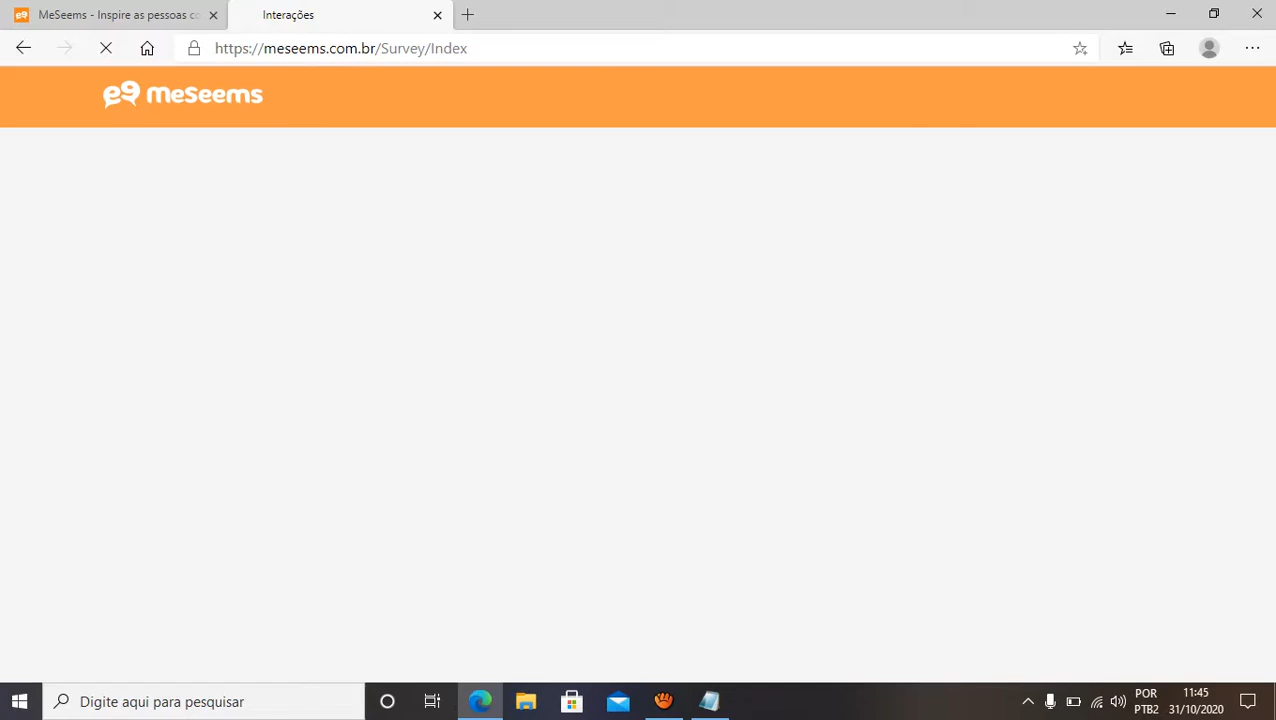 MeSeems - Inspire as pessoas co
Interações
https://meseems.com.br/Survey/Index
e9 meSeems
Digite aqui para pesquisar
POR
PTB2
11:45
31/10/2020